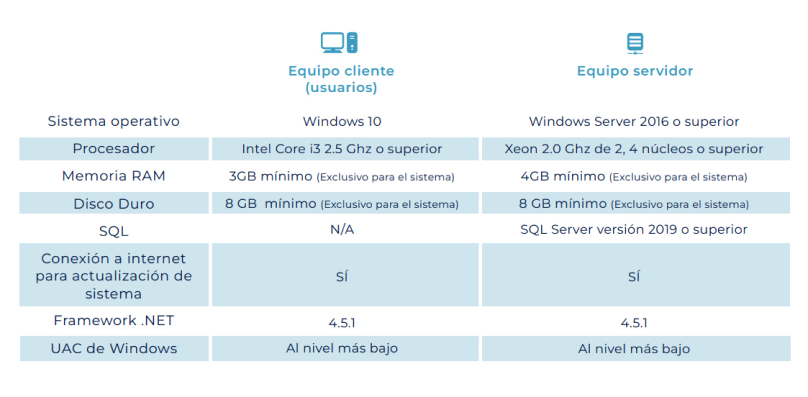 Equipo cliente
(usuarios)
Equipo servidor
Sistema operativo
Windows 10
Windows Server 2016 o superior
Procesador
Intel Core i3 2.5 Ghz o superior
Xeon 2.0 Ghz de 2, 4 núcleos o superior
Memoria RAM
3GB mínimo (Exclusivo para el sistema)
4GB mínimo (Exclusivo para el sistema)
Disco Duro
8 GB mínimo (Exclusivo para el sistema)
8 GB mínimo (Exclusivo para el sistema)
SQL
N/A
SQL Server versión 2019 o superior
Conexión a internet
para actualización de
sistema
SÍ
SÍ
Framework .NET
4.5.1
4.5.1
UAC de Windows
Al nivel más bajo
Al nivel más bajo